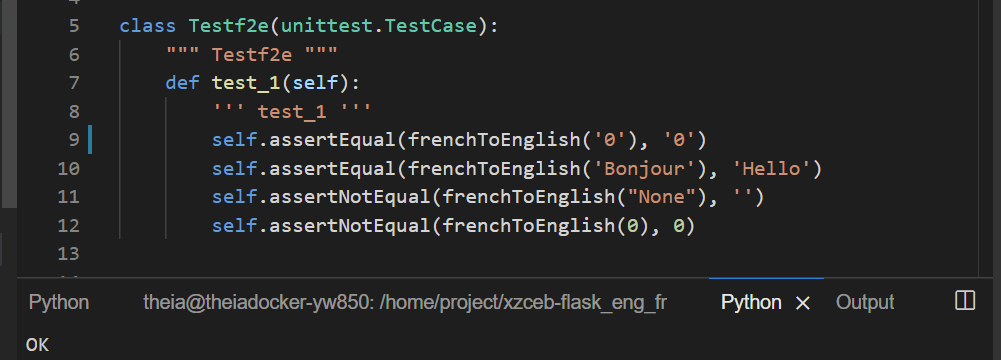 5 class Testf2e(unittest.TestCase):
6 """ Testf2e """
7 def test_1(self):
8 ''' test_1 '''
9 self.assertEqual(frenchToEnglish('0'), '0')
10 self.assertEqual(frenchToEnglish('Bonjour'), 'Hello')
11 self.assertNotEqual(frenchToEnglish("None"), '')
12 self.assertNotEqual(frenchToEnglish(0), 0)
13
Python theia@theiadocker-yw850: /home/project/xzceb-flask_eng_fr Python Output
OK